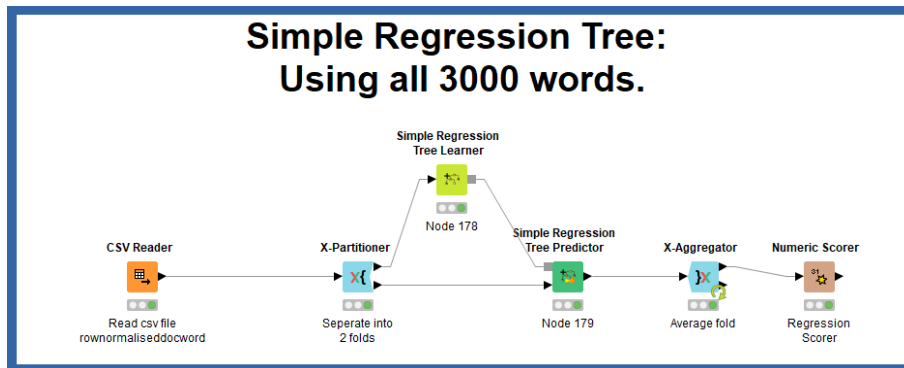 Simple Regression Tree:
Using all 3000 words.
Simple Regression
Tree Learner
Node 178
CSV Reader
X-Partitioner
Simple Regression
Tree Predictor
X-Aggregator
Numeric Scorer
Read csv file
rownormaliseddocword
Seperate into
2 folds
Node 179
Average fold
Regression
Scorer